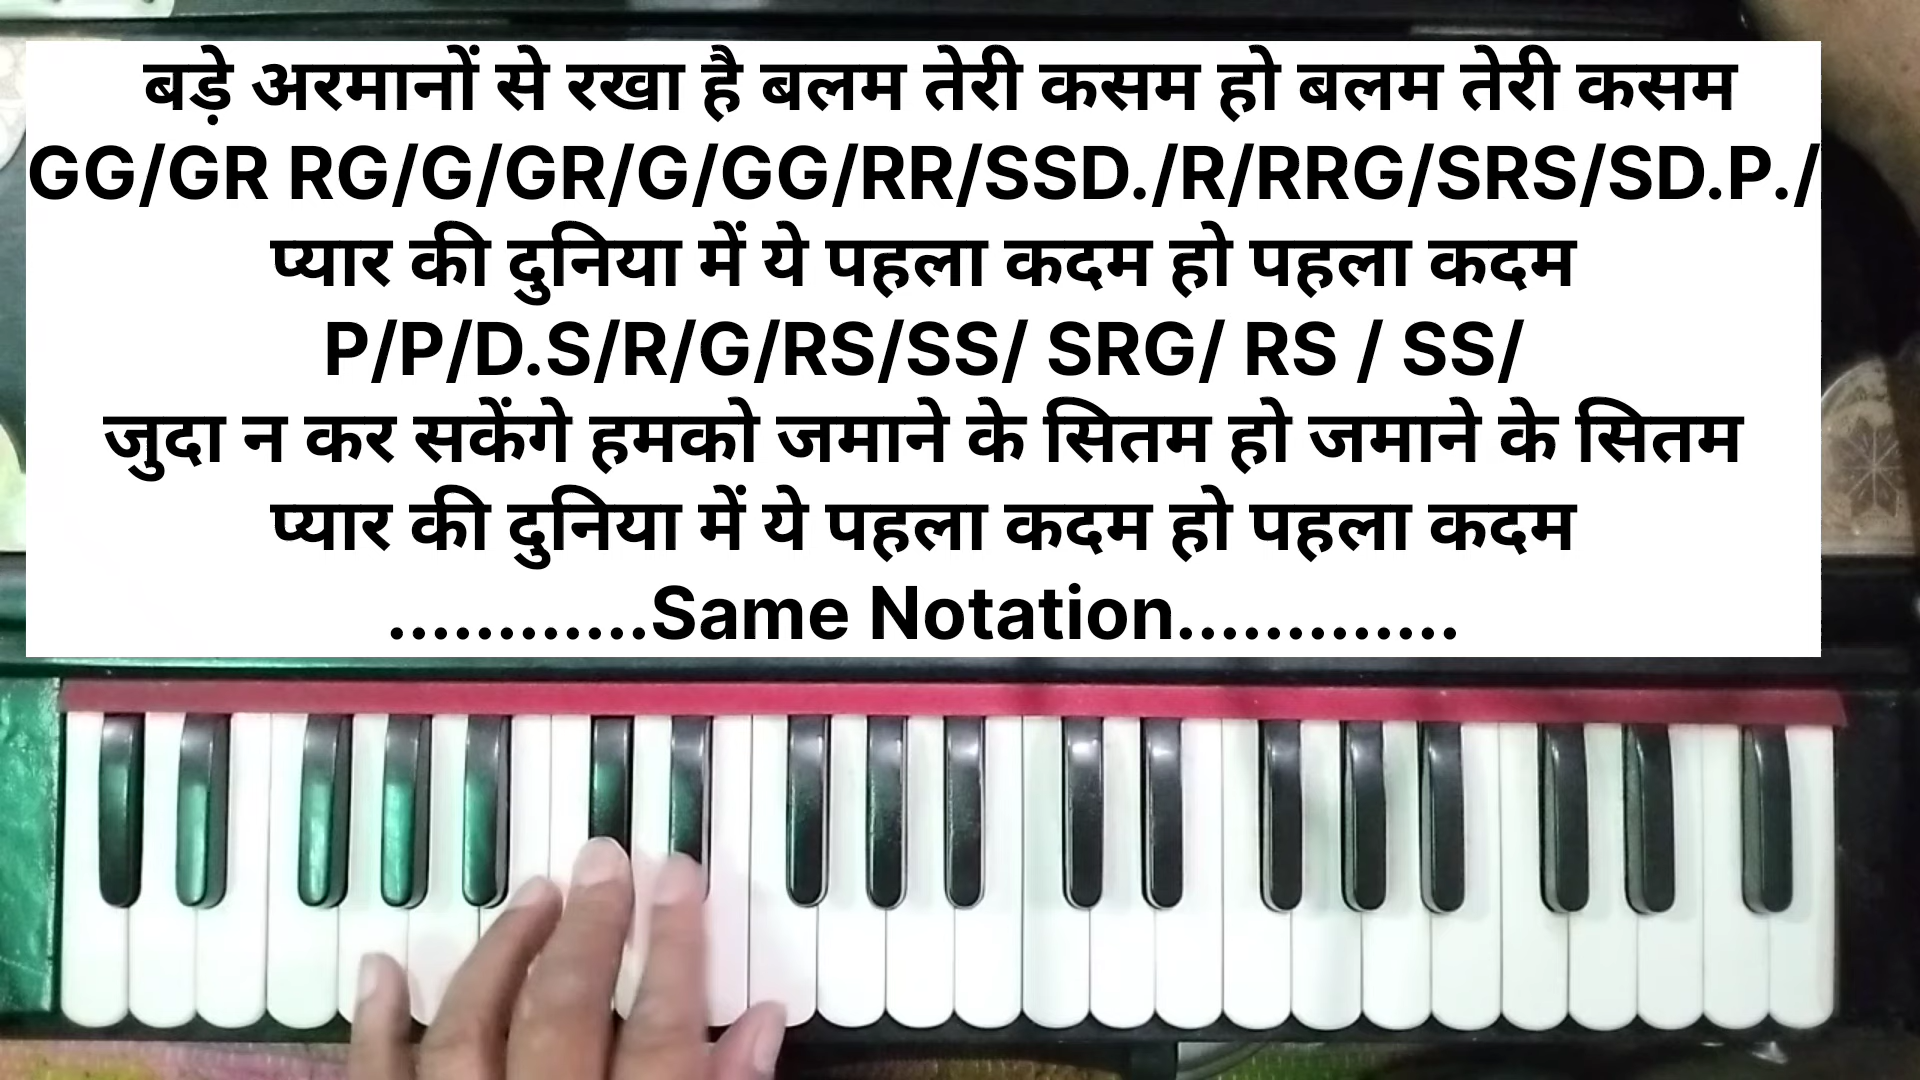 बड़े अरमानों से रखा है बलम तेरी कसम हो बलम तेरी कसम
GG/GR RG/G/GR/G/GG/RR/SSD./R/RRG/SRS/SD.P./
प्यार की दुनिया में ये पहला कदम हो पहला कदम
P/P/D.S/R/G/RS/SS/ SRG/ RS / SS/
जुदा न कर सकेंगे हमको जमाने के सितम हो जमाने के सितम
प्यार की दुनिया में ये पहला कदम हो पहला कदम
............Same Notation.............